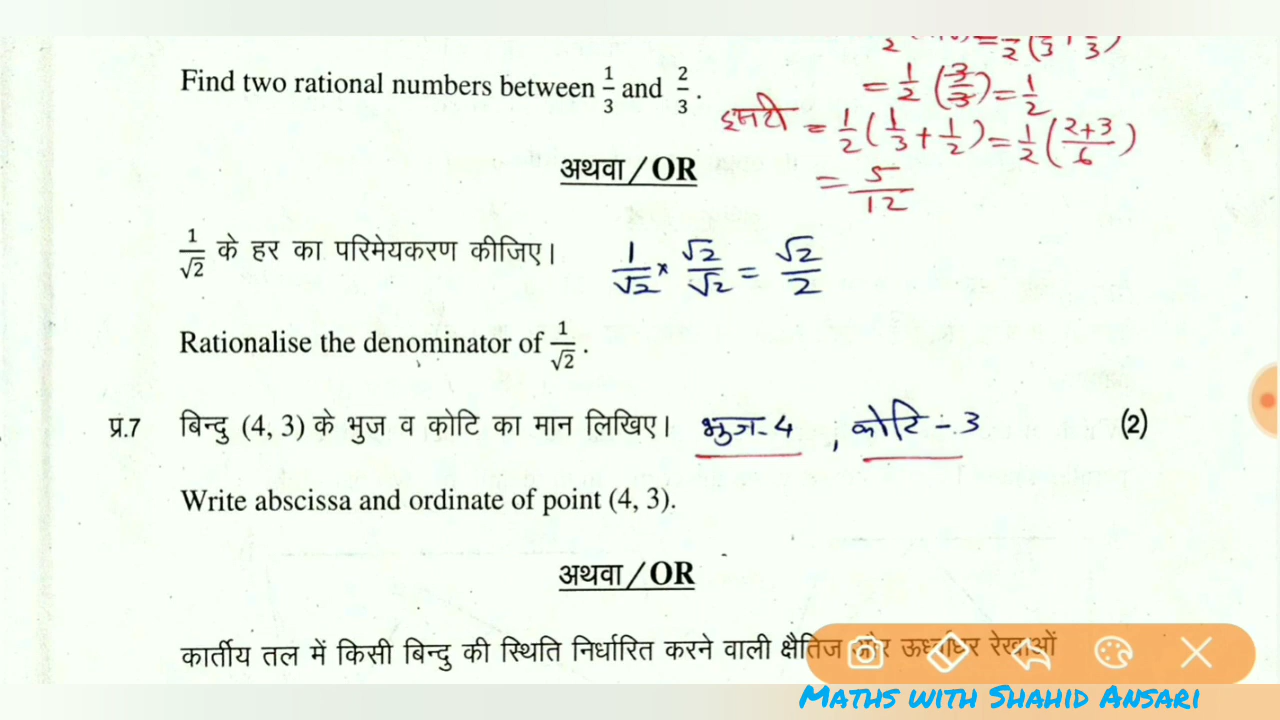 Find two rational numbers between 1/3 and 2/3.
= 1/2 (3/3) = 1/2
= 1/2 (1/3 + 1/2) = 1/2 (2+3/6)
= 5/12
अथवा / OR
1/√2 के हर का परिमेयकरण कीजिए।
1/√2 × √2/√2 = √2/2
Rationalise the denominator of 1/√2.
प्र.7 बिन्दु (4, 3) के भुज व कोटि का मान लिखिए। भुज-4 , कोटि - 3 (2)
Write abscissa and ordinate of point (4, 3).
अथवा / OR
कार्तीय तल में किसी बिन्दु की स्थिति निर्धारित करने वाली क्षैतिज और ऊर्ध्वाधर रेखाओं
Maths with Shahid Ansari